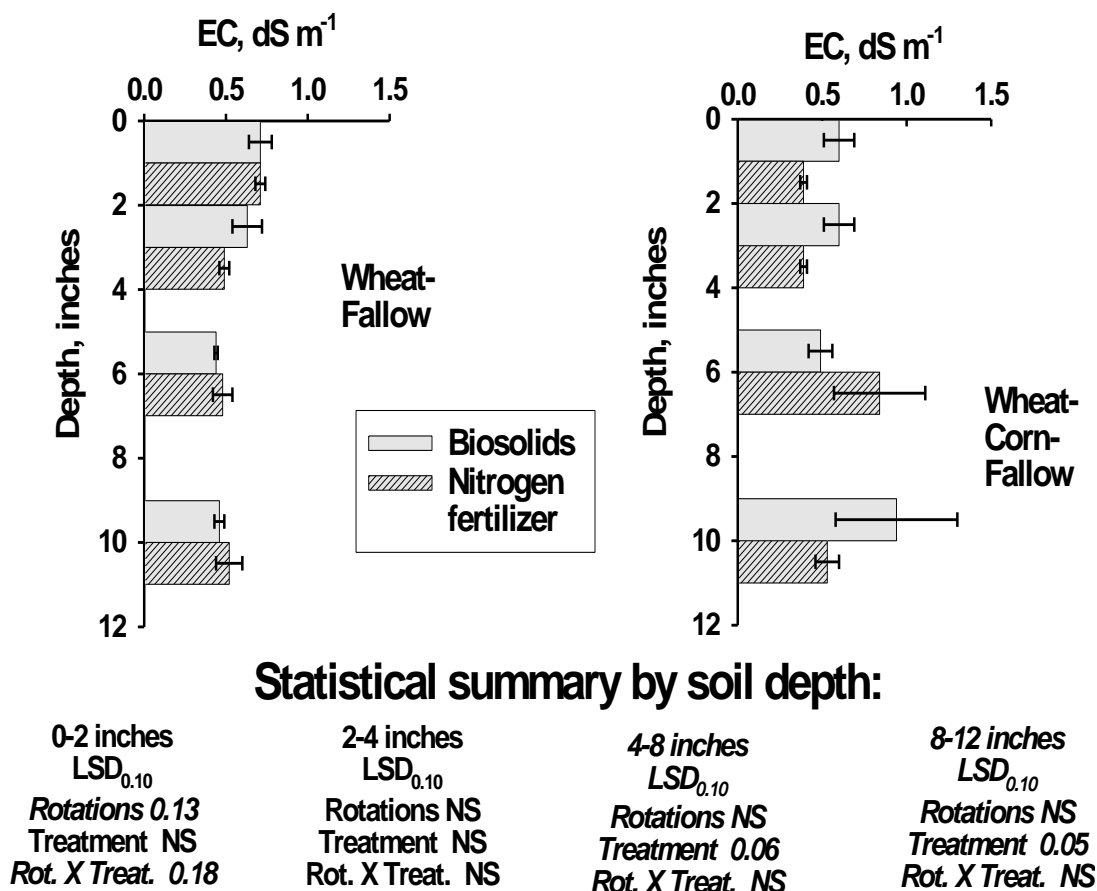 EC, dS m⁻¹
0.0 0.5 1.0 1.5
0
2
4
6
8
10
12
Depth, inches
Wheat-
Fallow
Biosolids
Nitrogen
fertilizer
EC, dS m⁻¹
0.0 0.5 1.0 1.5
0
2
4
6
8
10
12
Depth, inches
Wheat-
Corn-
Fallow
Statistical summary by soil depth:
0-2 inches
LSD0.10
Rotations 0.13
Treatment NS
Rot. X Treat. 0.18
2-4 inches
LSD0.10
Rotations NS
Treatment NS
Rot. X Treat. NS
4-8 inches
LSD0.10
Rotations NS
Treatment 0.06
Rot. X Treat. NS
8-12 inches
LSD0.10
Rotations NS
Treatment 0.05
Rot. X Treat. NS